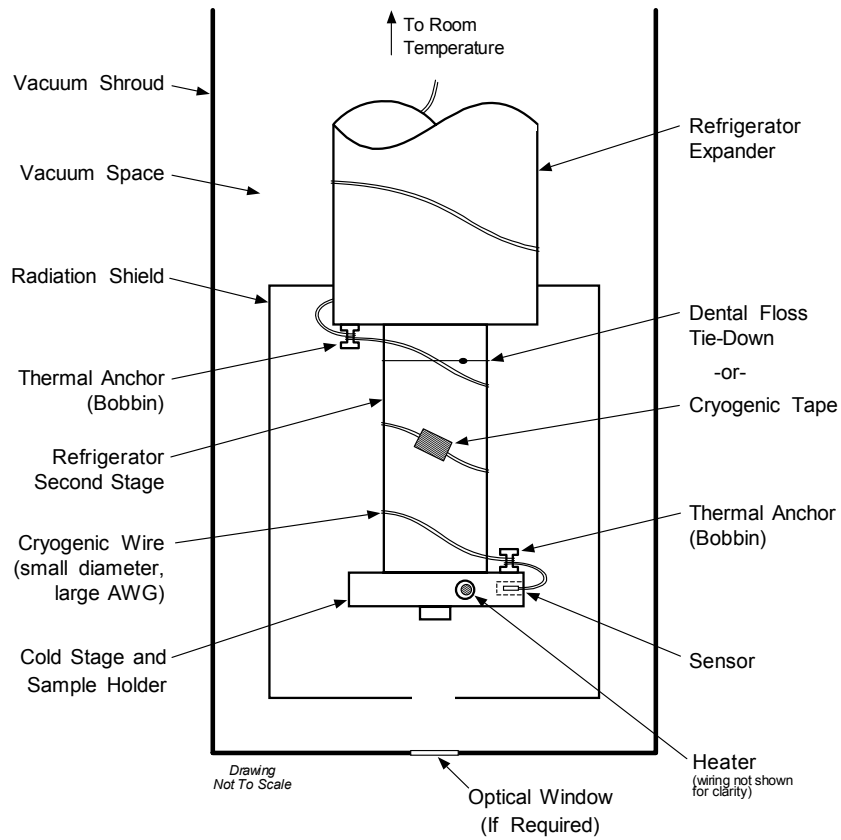 To Room
Temperature
Vacuum Shroud
Vacuum Space
Radiation Shield
Thermal Anchor
(Bobbin)
Refrigerator
Second Stage
Cryogenic Wire
(small diameter,
large AWG)
Cold Stage and
Sample Holder
Drawing
Not To Scale
Refrigerator
Expander
Dental Floss
Tie-Down
-or-
Cryogenic Tape
Thermal Anchor
(Bobbin)
Sensor
Heater
(wiring not shown
for clarity)
Optical Window
(If Required)